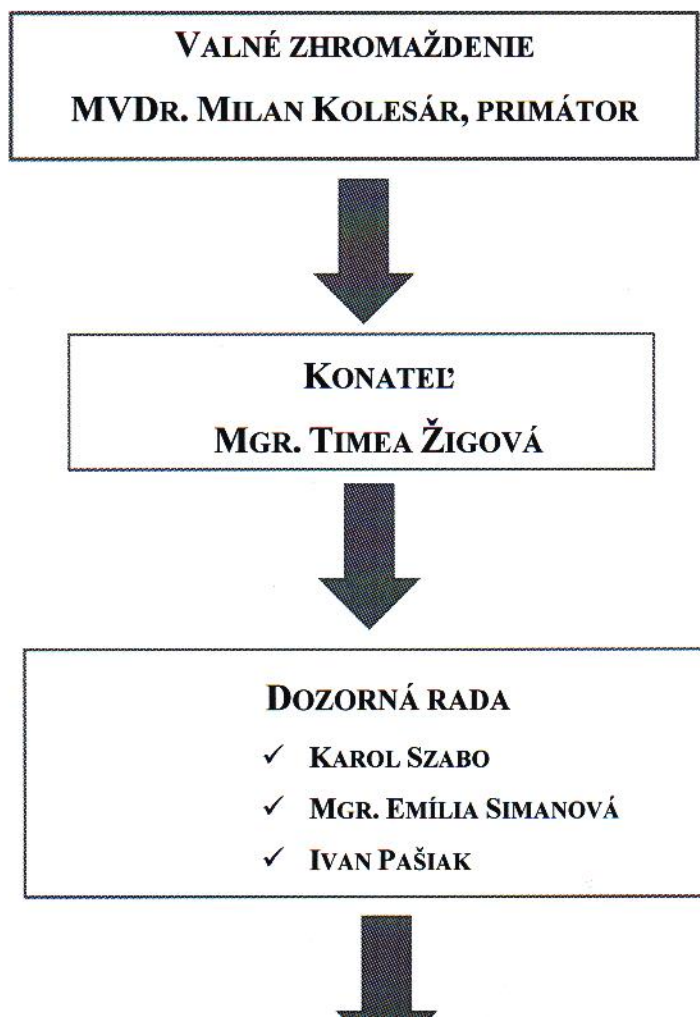 VALNÉ ZHROMAŽDENIE
MVDR. MILAN KOLESÁR, PRIMÁTOR
KONATEĽ
MGR. TIMEA ŽIGOVÁ
DOZORNÁ RADA
✓ KAROL SZABO
✓ MGR. EMÍLIA SIMANOVÁ
✓ IVAN PAŠIAK